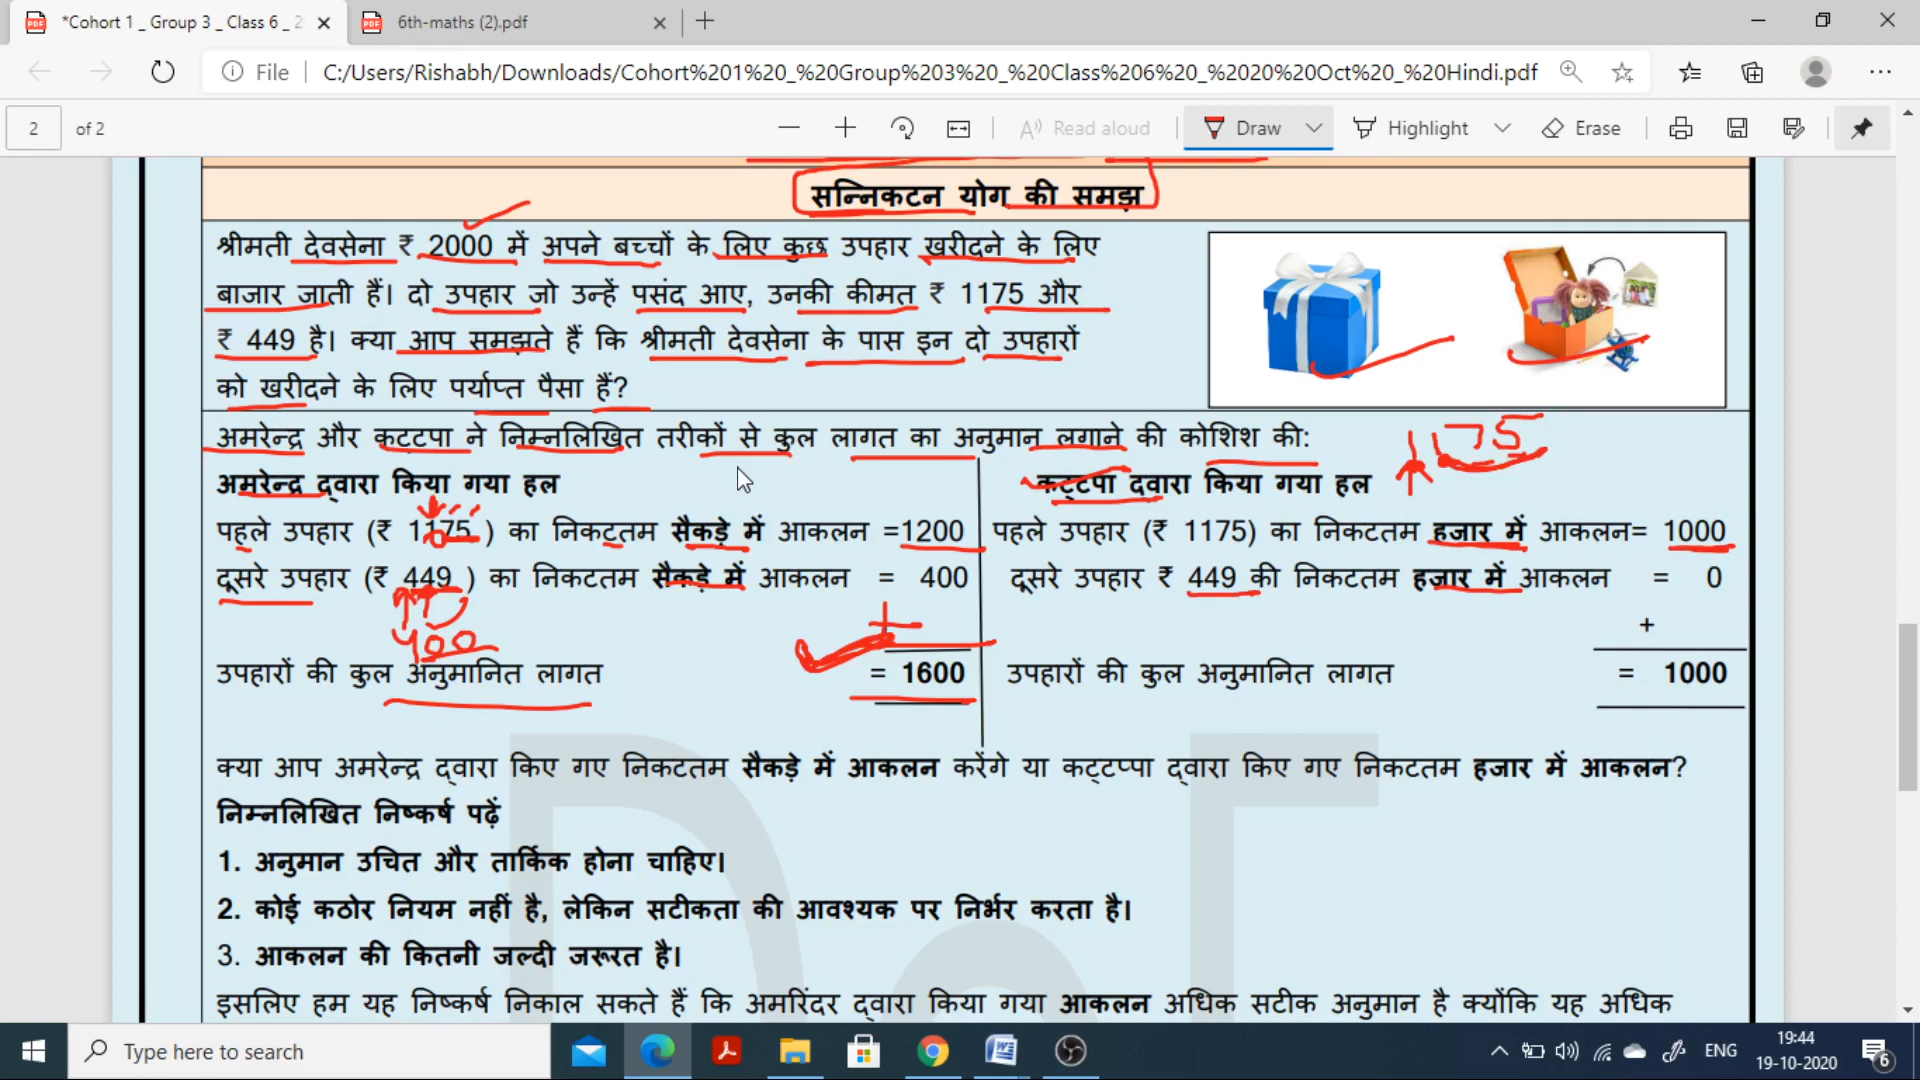 *Cohort 1 _ Group 3 _ Class 6 _ 2
6th-maths (2).pdf
File
C:/Users/Rishabh/Downloads/Cohort%201%20_%20Group%203%20_%20Class%206%20_%2020%20Oct%20_%20Hindi.pdf
2 of 2
Read aloud
Draw
Highlight
Erase
सन्निकटन योग की समझ
श्रीमती देवसेना ₹ 2000 में अपने बच्चों के लिए कुछ उपहार खरीदने के लिए
बाजार जाती हैं। दो उपहार जो उन्हें पसंद आए, उनकी कीमत ₹ 1175 और
₹ 449 है। क्या आप समझते हैं कि श्रीमती देवसेना के पास इन दो उपहारों
को खरीदने के लिए पर्याप्त पैसा हैं?
अमरेन्द्र और कट्टपा ने निम्नलिखित तरीकों से कुल लागत का अनुमान लगाने की कोशिश की:
1175
अमरेन्द्र द्वारा किया गया हल
पहले उपहार (₹ 1175 ) का निकटतम सैकड़े में आकलन =1200
दूसरे उपहार (₹ 449 ) का निकटतम सैकड़े में आकलन = 400
400
+
उपहारों की कुल अनुमानित लागत = 1600
कट्टपा द्वारा किया गया हल
पहले उपहार (₹ 1175) का निकटतम हजार में आकलन= 1000
दूसरे उपहार ₹ 449 की निकटतम हजार में आकलन = 0
+
उपहारों की कुल अनुमानित लागत = 1000
क्या आप अमरेन्द्र द्वारा किए गए निकटतम सैकड़े में आकलन करेंगे या कट्टप्पा द्वारा किए गए निकटतम हजार में आकलन?
निम्नलिखित निष्कर्ष पढ़ें
1. अनुमान उचित और तार्किक होना चाहिए।
2. कोई कठोर नियम नहीं है, लेकिन सटीकता की आवश्यक पर निर्भर करता है।
3. आकलन की कितनी जल्दी जरूरत है।
इसलिए हम यह निष्कर्ष निकाल सकते हैं कि अमरिंदर द्वारा किया गया आकलन अधिक सटीक अनुमान है क्योंकि यह अधिक
Type here to search
ENG
19:44
19-10-2020
6